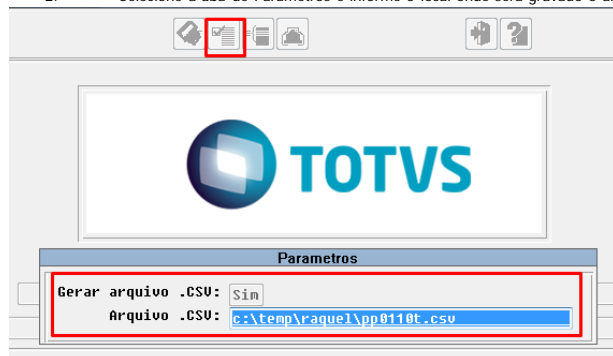 TOTVS
Parametros
Gerar arquivo .CSV: Sim
Arquivo .CSV: c:\temp\raquel\pp0110t.csv